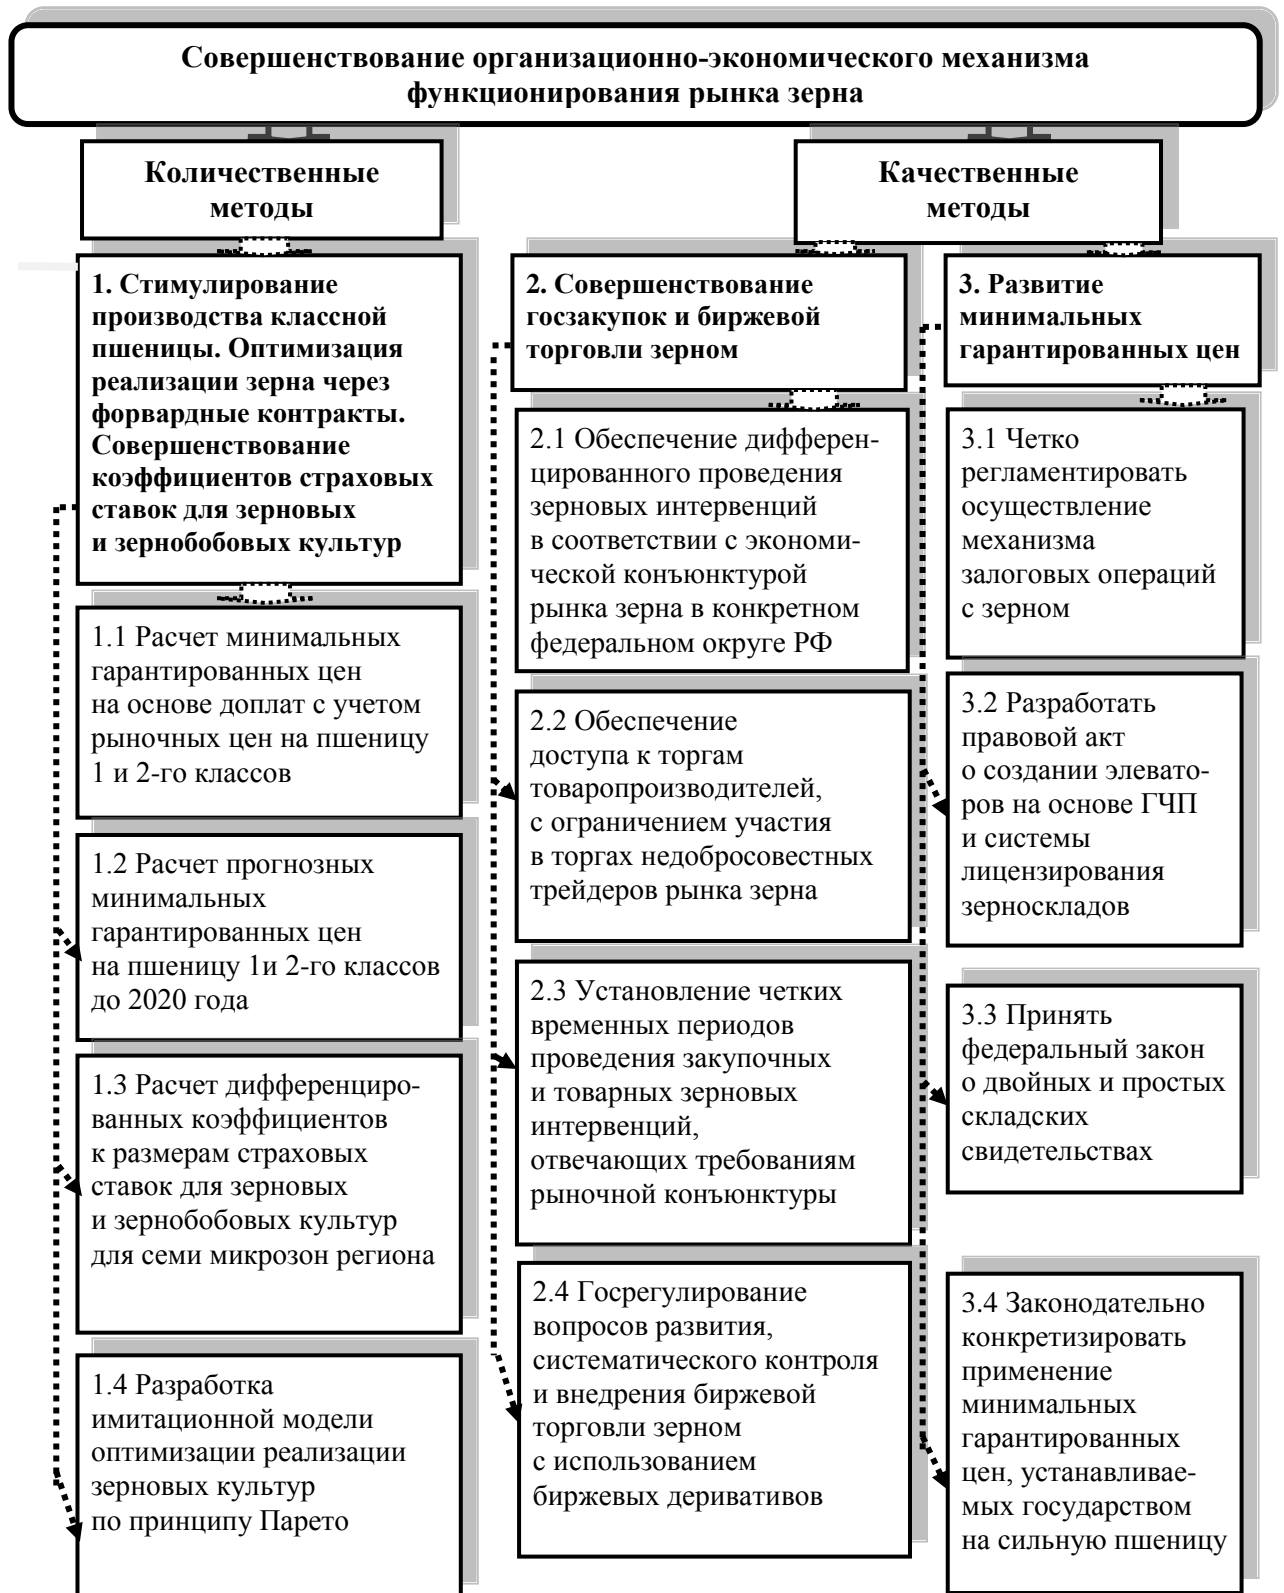 Совершенствование организационно-экономического механизма
функционирования рынка зерна
Количественные
методы
Качественные
методы
1. Стимулирование
производства классной
пшеницы. Оптимизация
реализации зерна через
форвардные контракты.
Совершенствование
коэффициентов страховых
ставок для зерновых
и зернобобовых культур
1.1 Расчет минимальных
гарантированных цен
на основе доплат с учетом
рыночных цен на пшеницу
1 и 2-го классов
1.2 Расчет прогнозных
минимальных
гарантированных цен
на пшеницу 1и 2-го классов
до 2020 года
1.3 Расчет дифференциро-
ванных коэффициентов
к размерам страховых
ставок для зерновых
и зернобобовых культур
для семи микрозон региона
1.4 Разработка
имитационной модели
оптимизации реализации
зерновых культур
по принципу Парето
2. Совершенствование
госзакупок и биржевой
торговли зерном
2.1 Обеспечение дифферен-
цированного проведения
зерновых интервенций
в соответствии с экономи-
ческой конъюнктурой
рынка зерна в конкретном
федеральном округе РФ
2.2 Обеспечение
доступа к торгам
товаропроизводителей,
с ограничением участия
в торгах недобросовестных
трейдеров рынка зерна
2.3 Установление четких
временных периодов
проведения закупочных
и товарных зерновых
интервенций,
отвечающих требованиям
рыночной конъюнктуры
2.4 Госрегулирование
вопросов развития,
систематического контроля
и внедрения биржевой
торговли зерном
с использованием
биржевых деривативов
3. Развитие
минимальных
гарантированных цен
3.1 Четко
регламентировать
осуществление
механизма
залоговых операций
с зерном
3.2 Разработать
правовой акт
о создании элевато-
ров на основе ГЧП
и системы
лицензирования
зерноскладов
3.3 Принять
федеральный закон
о двойных и простых
складских
свидетельствах
3.4 Законодательно
конкретизировать
применение
минимальных
гарантированных
цен, устанавливае-
мых государством
на сильную пшеницу